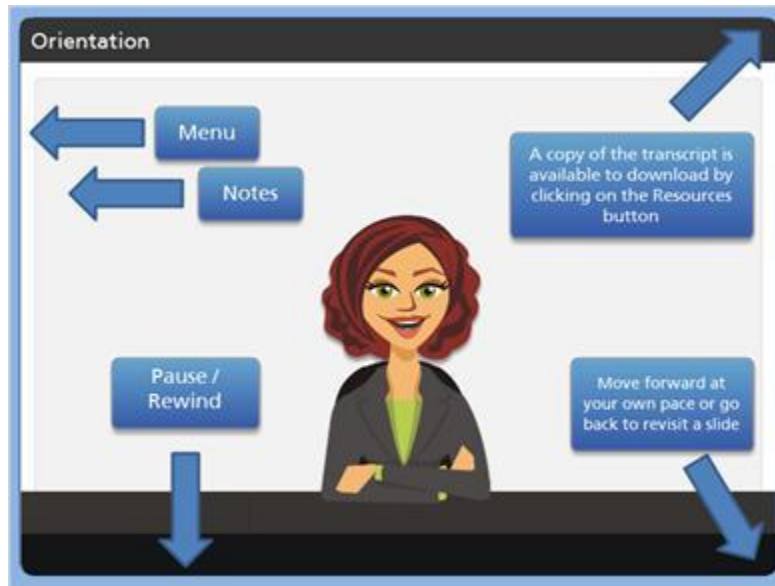 Orientation
Menu
Notes
A copy of the transcript is
available to download by
clicking on the Resources
button
Pause /
Rewind
Move forward at
your own pace or go
back to revisit a slide